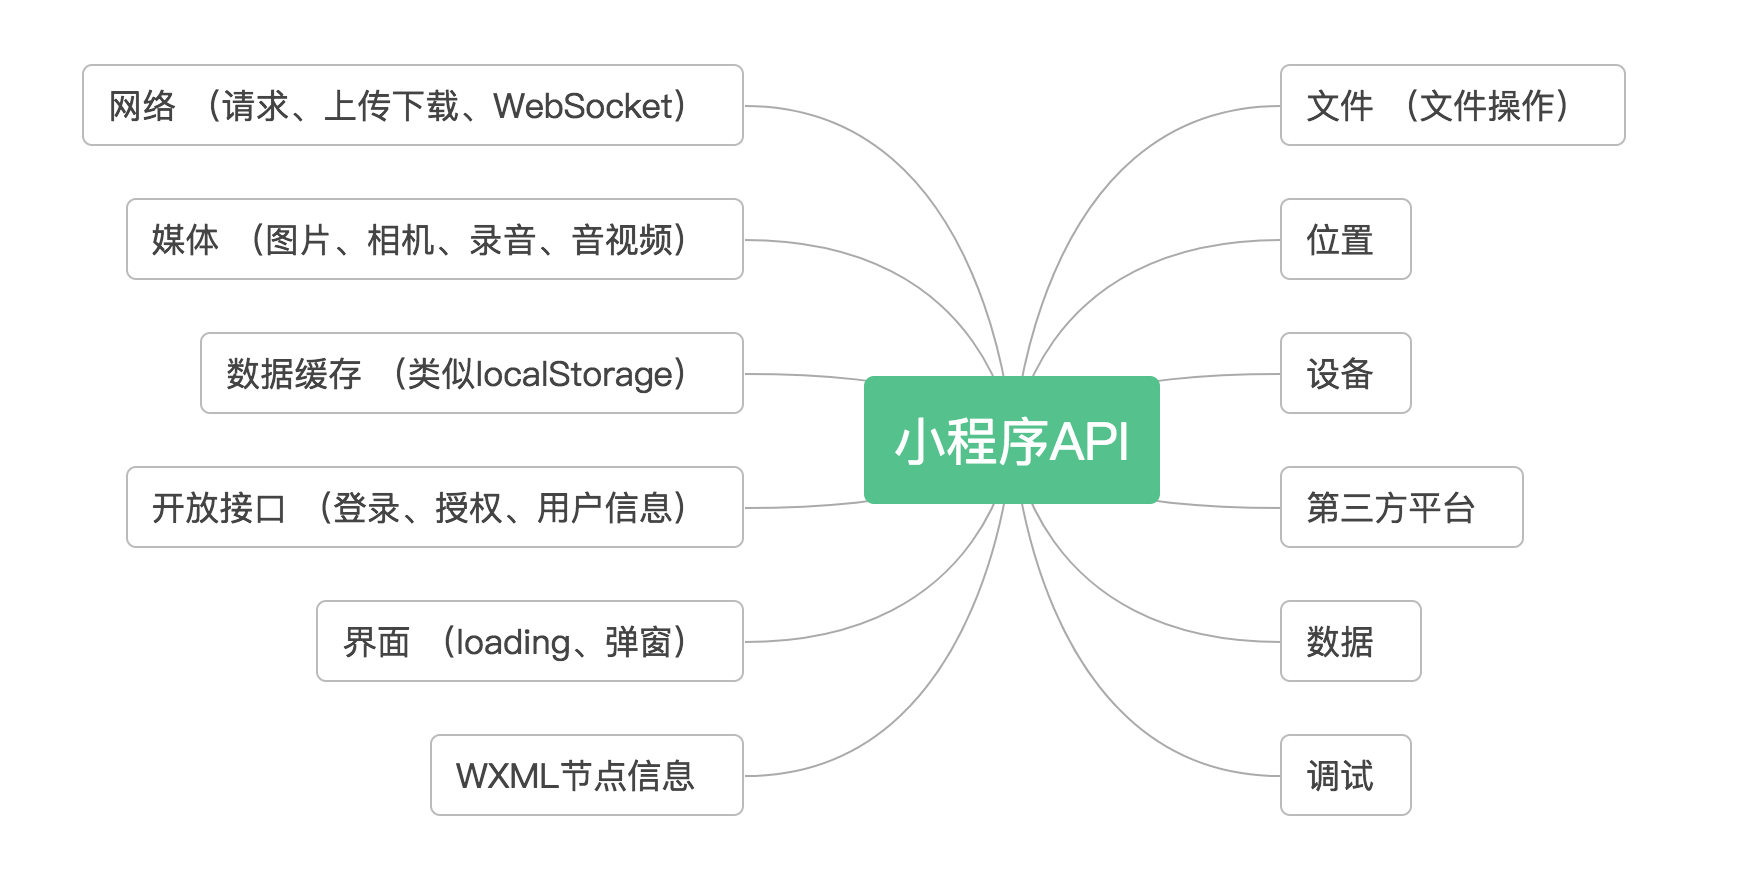 网络 （请求、上传下载、WebSocket）
媒体 （图片、相机、录音、音视频）
数据缓存 （类似localStorage）
开放接口 （登录、授权、用户信息）
界面 （loading、弹窗）
WXML节点信息
小程序API
文件 （文件操作）
位置
设备
第三方平台
数据
调试